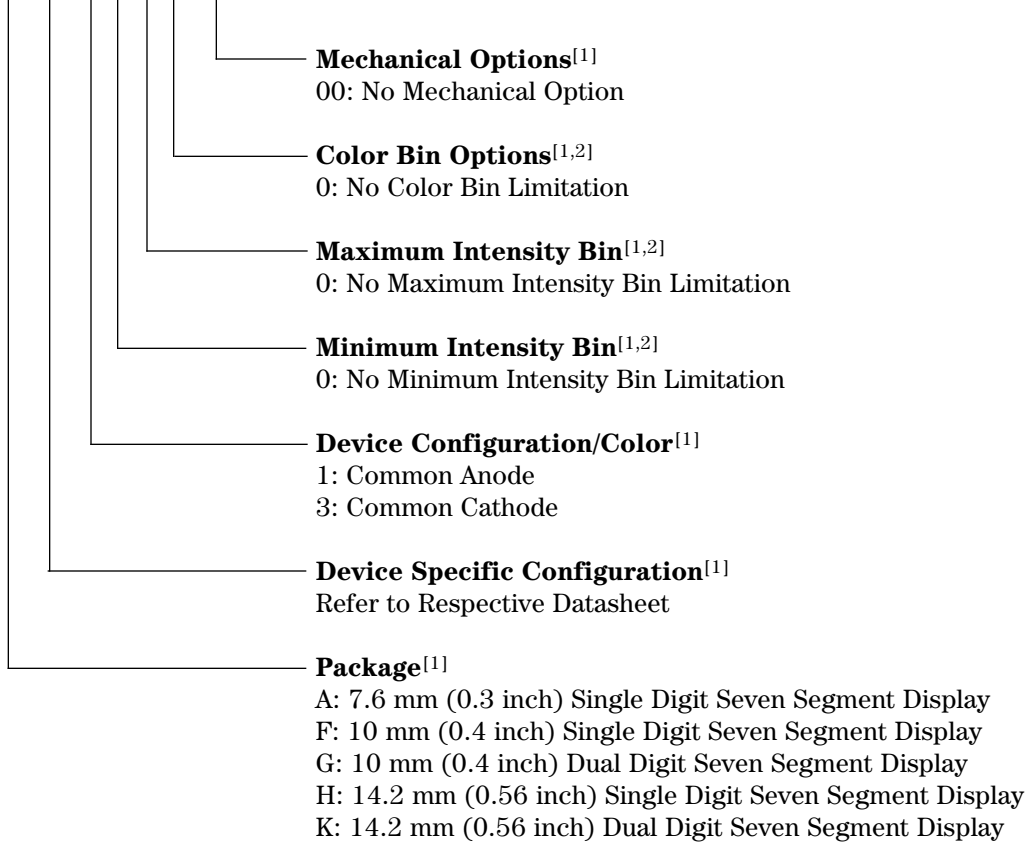 Mechanical Options[1]
00: No Mechanical Option
Color Bin Options[1,2]
0: No Color Bin Limitation
Maximum Intensity Bin[1,2]
0: No Maximum Intensity Bin Limitation
Minimum Intensity Bin[1,2]
0: No Minimum Intensity Bin Limitation
Device Configuration/Color[1]
1: Common Anode
3: Common Cathode
Device Specific Configuration[1]
Refer to Respective Datasheet
Package[1]
A: 7.6 mm (0.3 inch) Single Digit Seven Segment Display
F: 10 mm (0.4 inch) Single Digit Seven Segment Display
G: 10 mm (0.4 inch) Dual Digit Seven Segment Display
H: 14.2 mm (0.56 inch) Single Digit Seven Segment Display
K: 14.2 mm (0.56 inch) Dual Digit Seven Segment Display